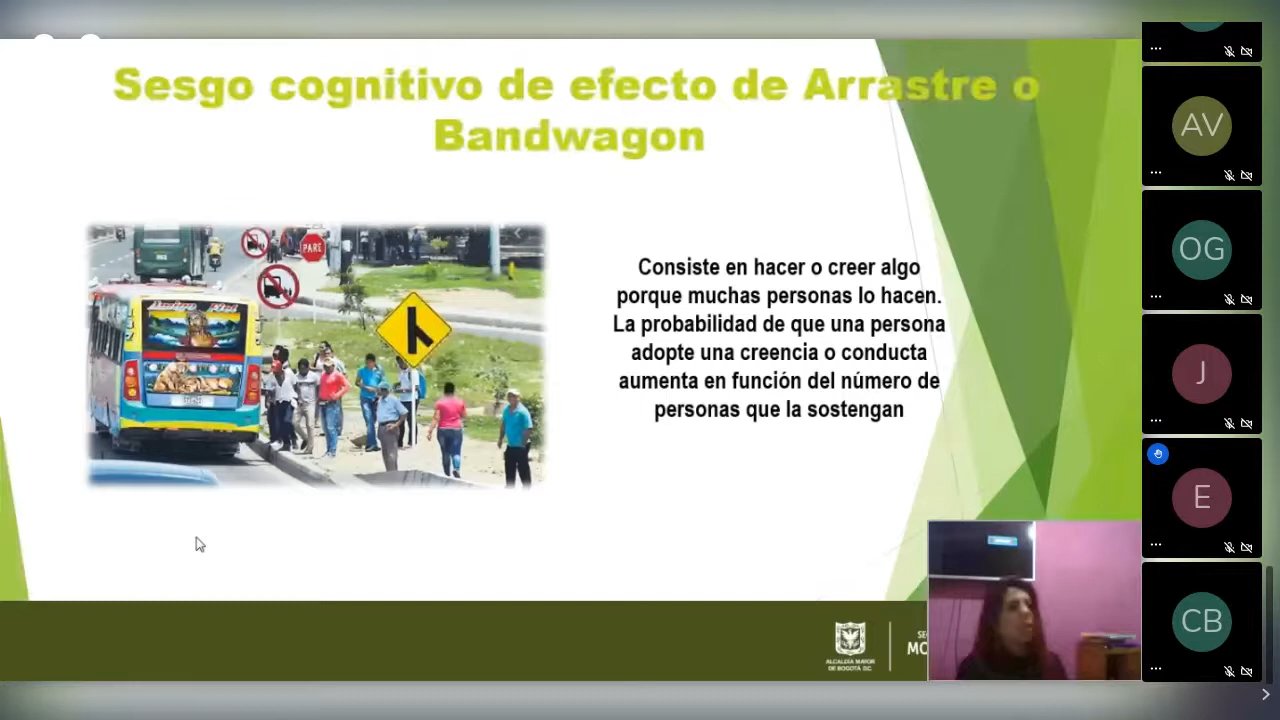 Sesgo cognitivo de efecto de Arrastre o
Bandwagon
PARE
Consiste en hacer o creer algo
porque muchas personas lo hacen.
La probabilidad de que una persona
adopte una creencia o conducta
aumenta en función del número de
personas que la sostengan
ALCALDÍA MAYOR
DE BOGOTÁ D.C.
AV
OG
J
E
CB